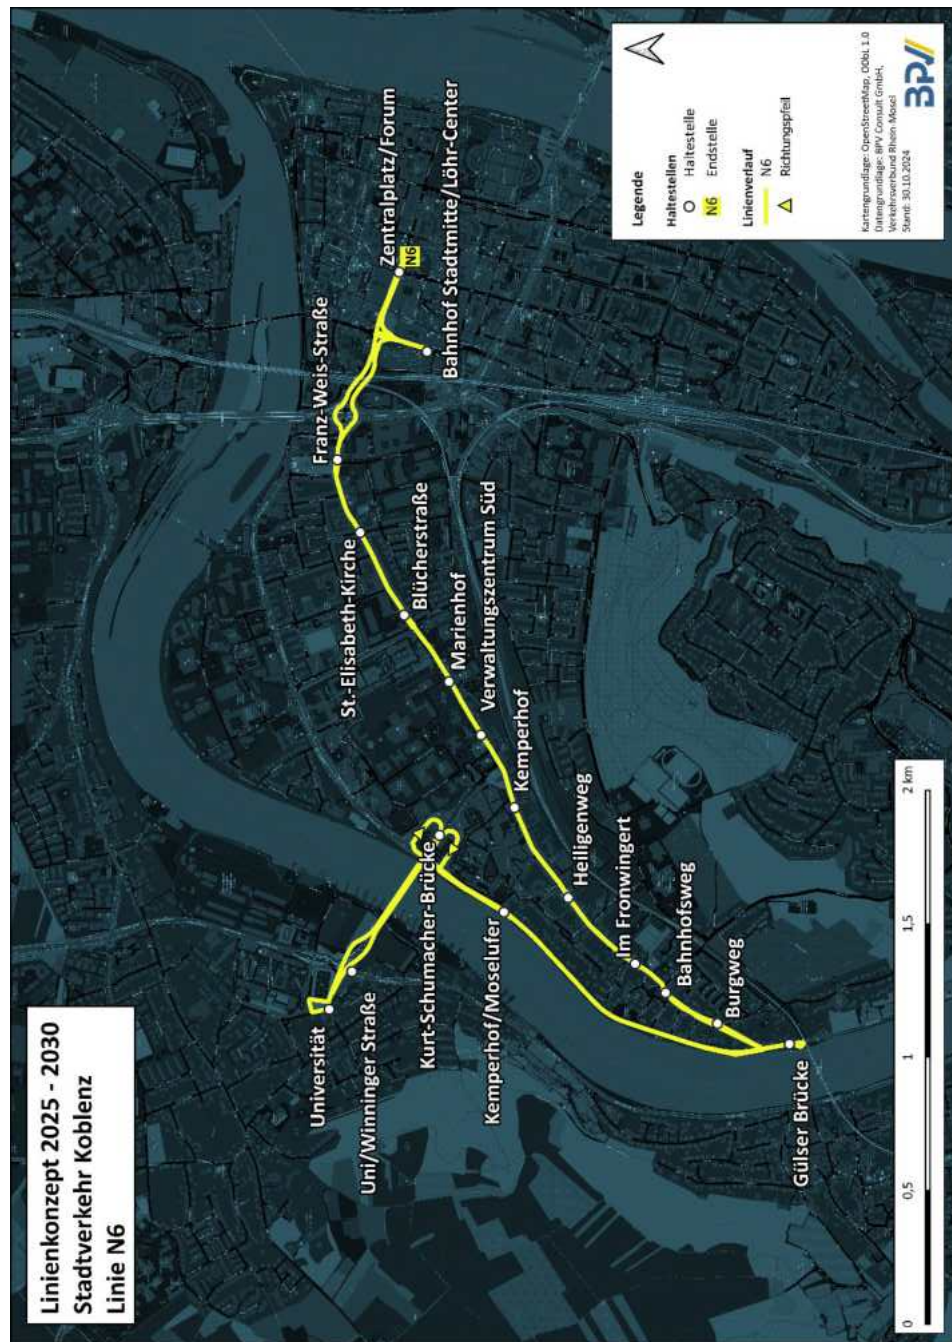 Linienkonzept 2025 - 2030
Stadtverkehr Koblenz
Linie N6
Universität
Uni/Winninger Straße
Kurt-Schumacher-Brücke
Kemperhof/Moselufer
Gülser Brücke
Burgweg
Bahnhofsweg
Im Fronwingert
Heiligenweg
Kemperhof
Verwaltungszentrum Süd
Marienhof
Blücherstraße
St.-Elisabeth-Kirche
Franz-Weis-Straße
Bahnhof Stadtmitte/Löhr-Center
Zentralplatz/Forum
N6
0
0,5
1
1,5
2 km
Legende
Haltestellen
Haltestelle
N6 Endstelle
Linienverlauf
N6
Richtungspfeil
Kartengrundlage: OpenStreetMap, ODbL 1.0
Datengrundlage: BPV Consult GmbH,
Verkehrsverbund Rhein-Mosel
Stand: 30.10.2024
BPV